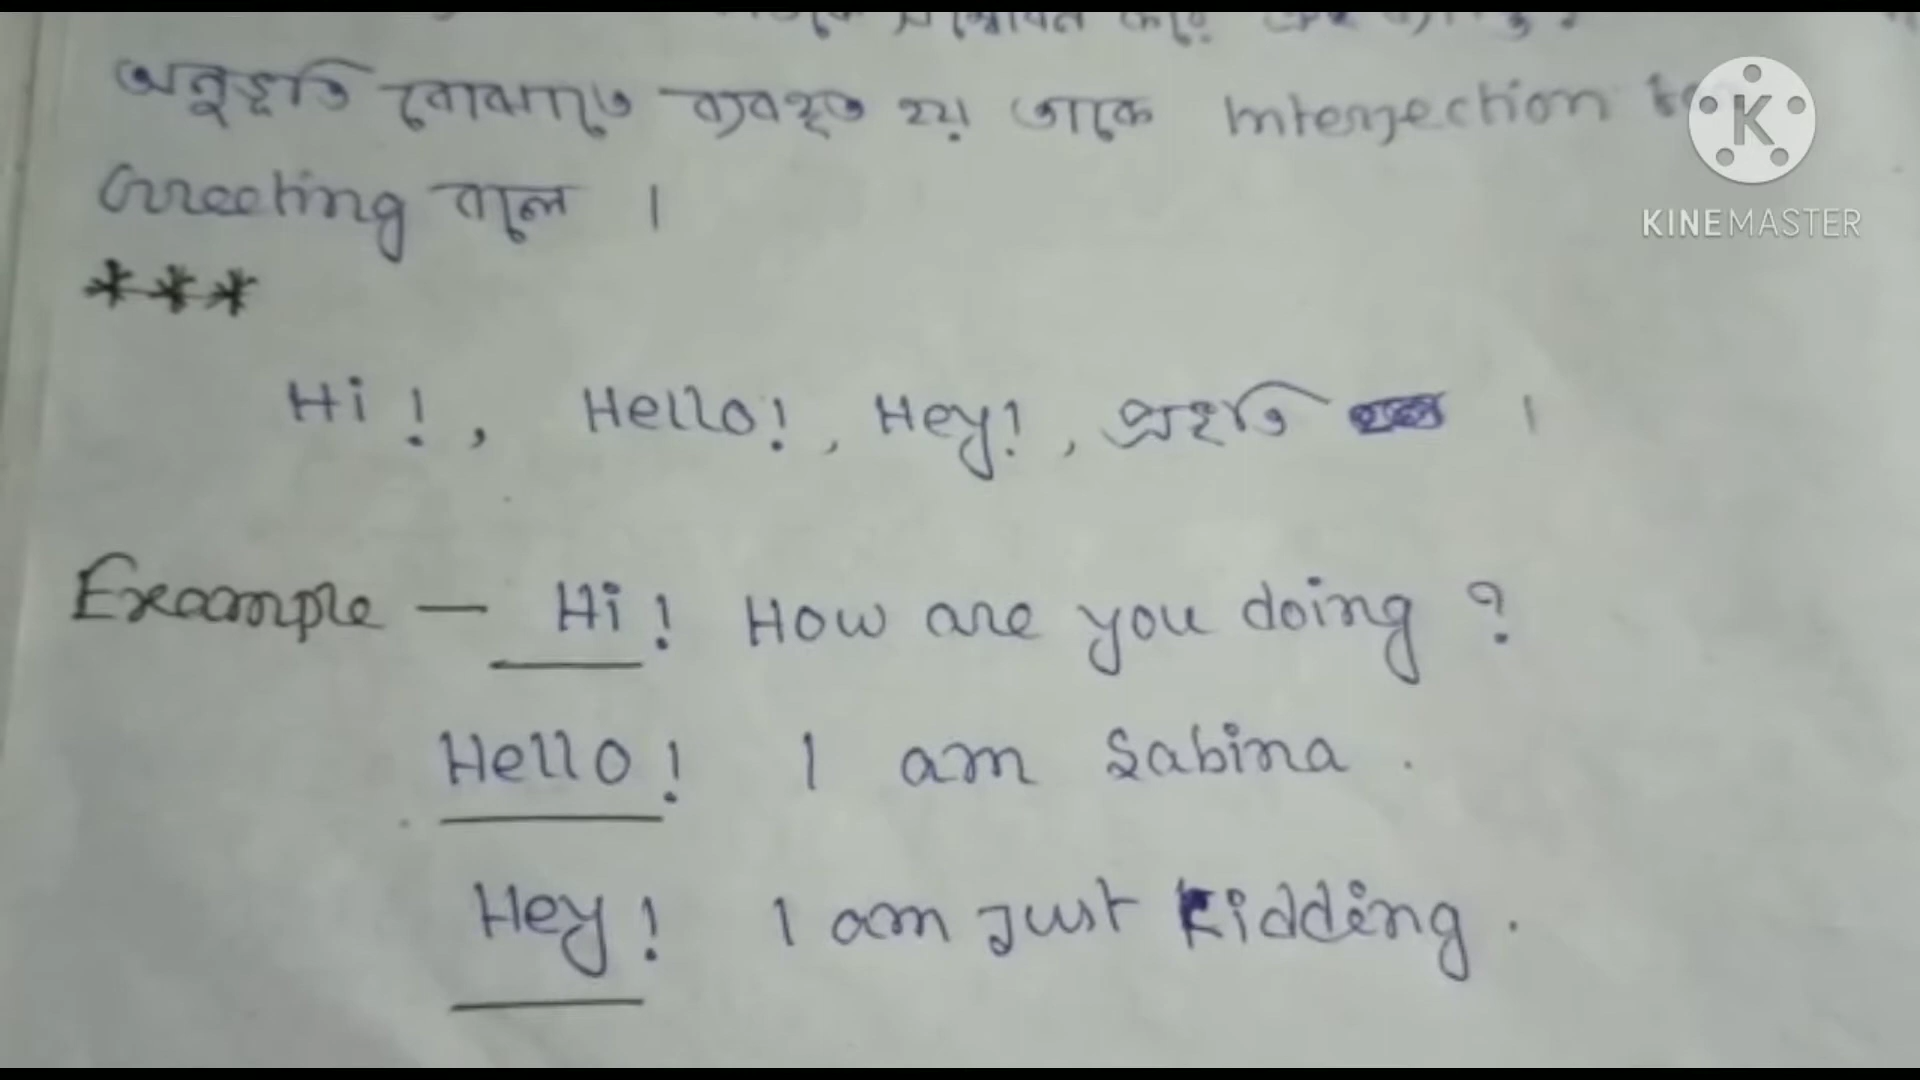 অনুভূতি বোঝাতে ব্যবহৃত হয় তাকে Interjection
Greeting বলে ।
***
Hi !, Hello!, Hey!, প্রভৃতি ।
Example — Hi ! How are you doing ?
Hello ! I am Sabina .
Hey ! I am just kidding .
KINEMASTER